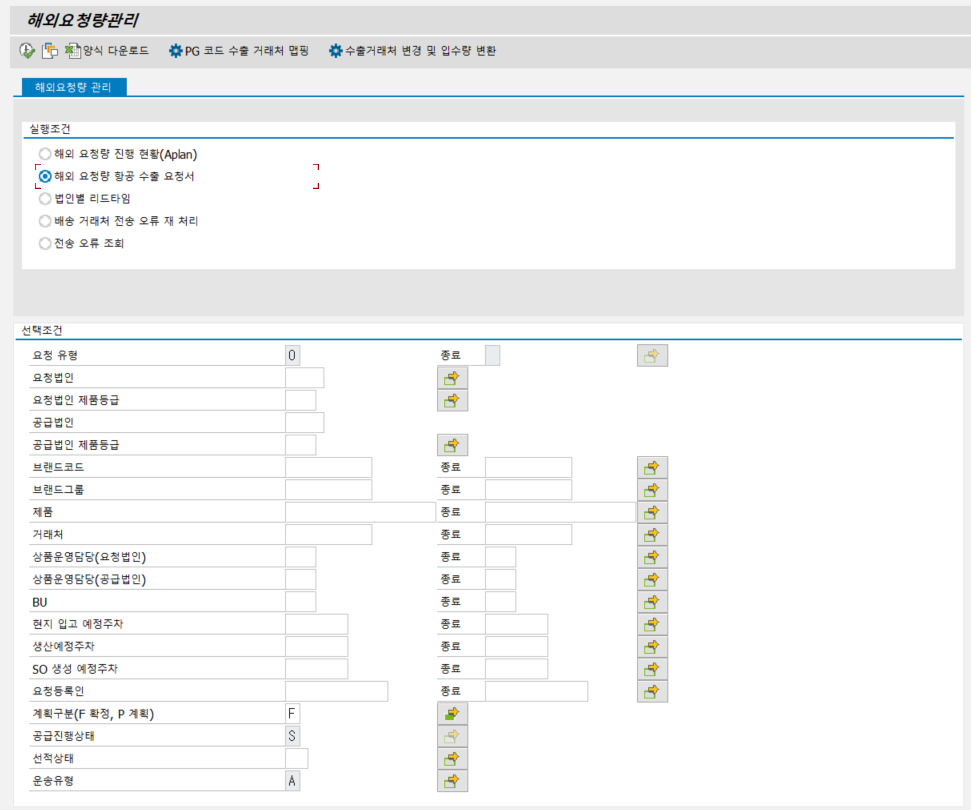 해외요청량관리
양식 다운로드 PG 코드 수출 거래처 맵핑 수출거래처 변경 및 입수량 변환
해외요청량 관리
실행조건
해외 요청량 진행 현황(Aplan)
해외 요청량 항공 수출 요청서
법인별 리드타임
배송 거래처 전송 오류 재 처리
전송 오류 조회
선택조건
요청 유형 O 종료
요청법인
요청법인 제품등급
공급법인
공급법인 제품등급
브랜드코드 종료
브랜드그룹 종료
제품 종료
거래처 종료
상품운영담당(요청법인) 종료
상품운영담당(공급법인) 종료
BU 종료
현지 입고 예정주차 종료
생산예정주차 종료
SO 생성 예정주차 종료
요청등록인 종료
계획구분(F 확정, P 계획) F
공급진행상태 S
선적상태
운송유형 A